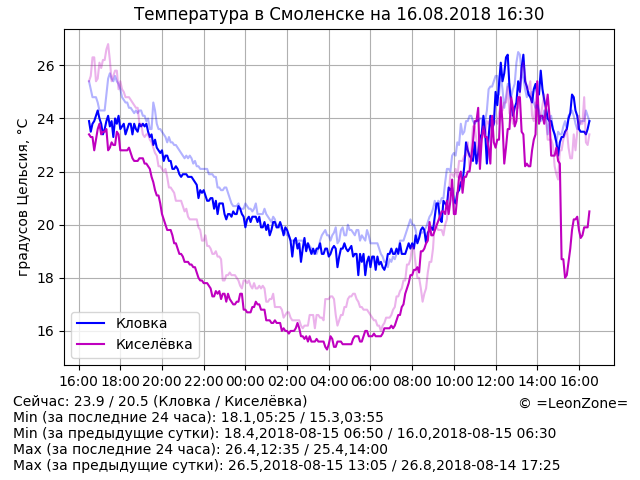 Температура в Смоленске на 16.08.2018 16:30
градусов Цельсия, °C
26
24
22
20
18
16
Кловка
Киселёвка
16:00 18:00 20:00 22:00 00:00 02:00 04:00 06:00 08:00 10:00 12:00 14:00 16:00
Сейчас: 23.9 / 20.5 (Кловка / Киселёвка)
© =LeonZone=
Min (за последние 24 часа): 18.1,05:25 / 15.3,03:55
Min (за предыдущие сутки): 18.4,2018-08-15 06:50 / 16.0,2018-08-15 06:30
Max (за последние 24 часа): 26.4,12:35 / 25.4,14:00
Max (за предыдущие сутки): 26.5,2018-08-15 13:05 / 26.8,2018-08-14 17:25